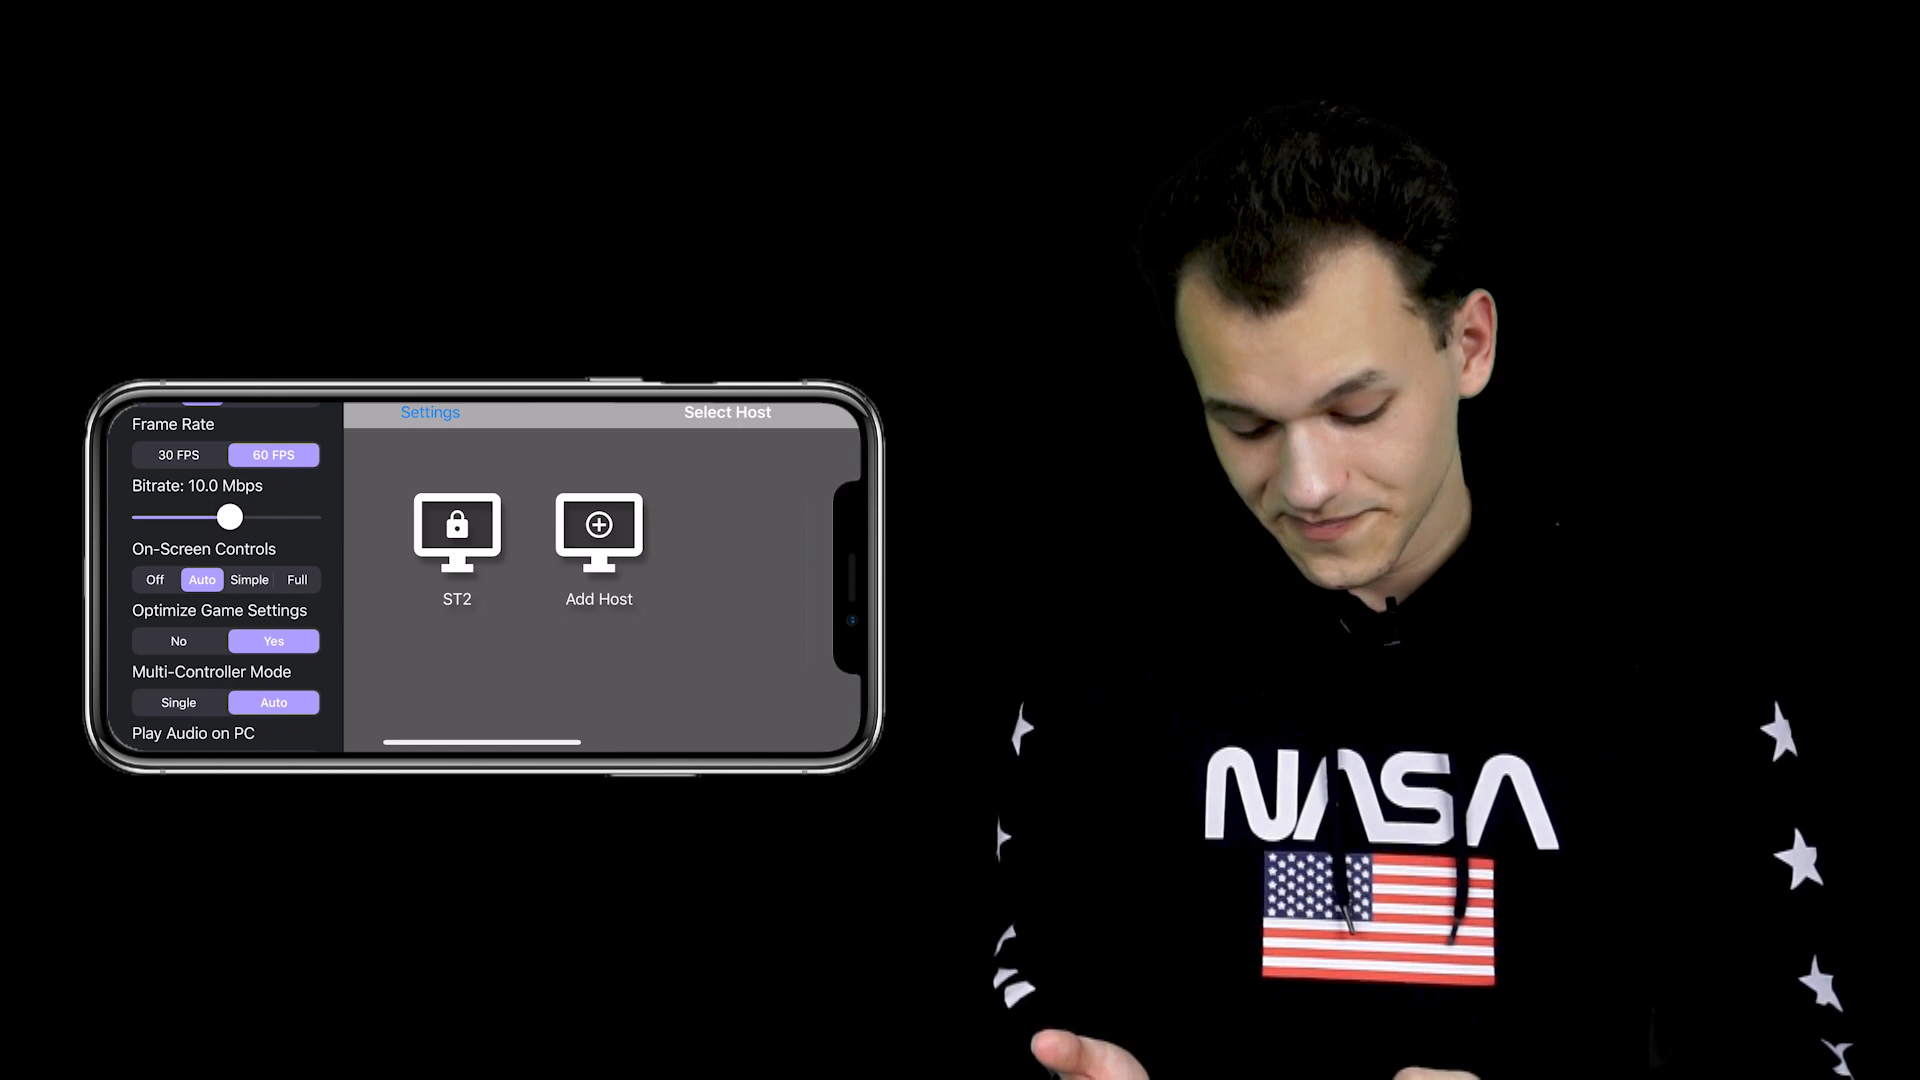 Frame Rate
30 FPS 60 FPS
Bitrate: 10.0 Mbps
On-Screen Controls
Off Auto Simple Full
Optimize Game Settings
No Yes
Multi-Controller Mode
Single Auto
Play Audio on PC
Settings Select Host
ST2 Add Host
NASA